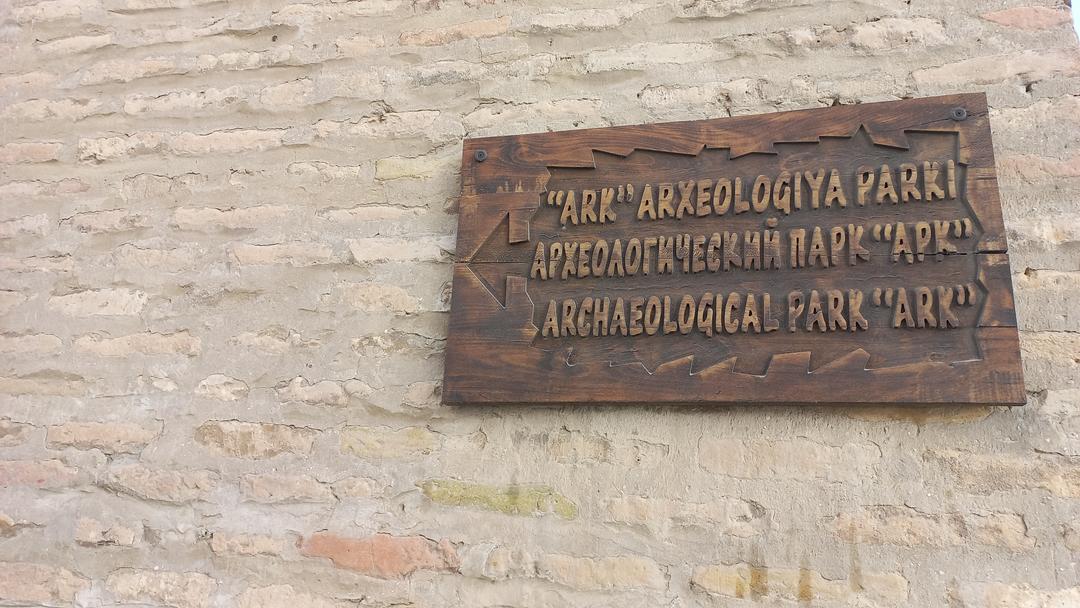 "ARK" ARXEOLOGIYA PARKI
АРХЕОЛОГИЧЕСКИЙ ПАРК "АРК"
ARCHAEOLOGICAL PARK "ARK"